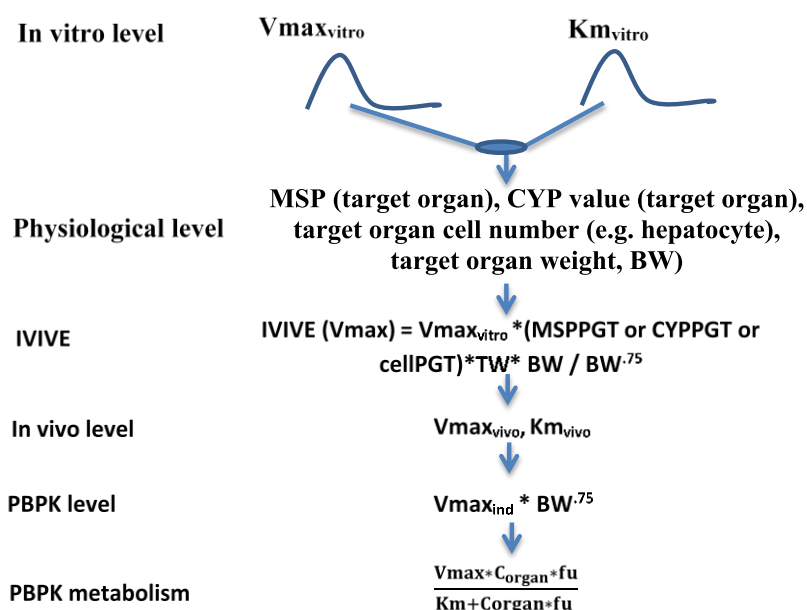 In vitro level
Vmaxvitro
Kmvitro
Physiological level
MSP (target organ), CYP value (target organ),
target organ cell number (e.g. hepatocyte),
target organ weight, BW)
IVIVE
IVIVE (Vmax) = Vmaxvitro *(MSPPGT or CYPPGT or
cellPGT)*TW* BW / BW.75
In vivo level
Vmaxvivo, Kmvivo
PBPK level
Vmaxind * BW.75
PBPK metabolism
Vmax*Corgan*fu
Km+Corgan*fu